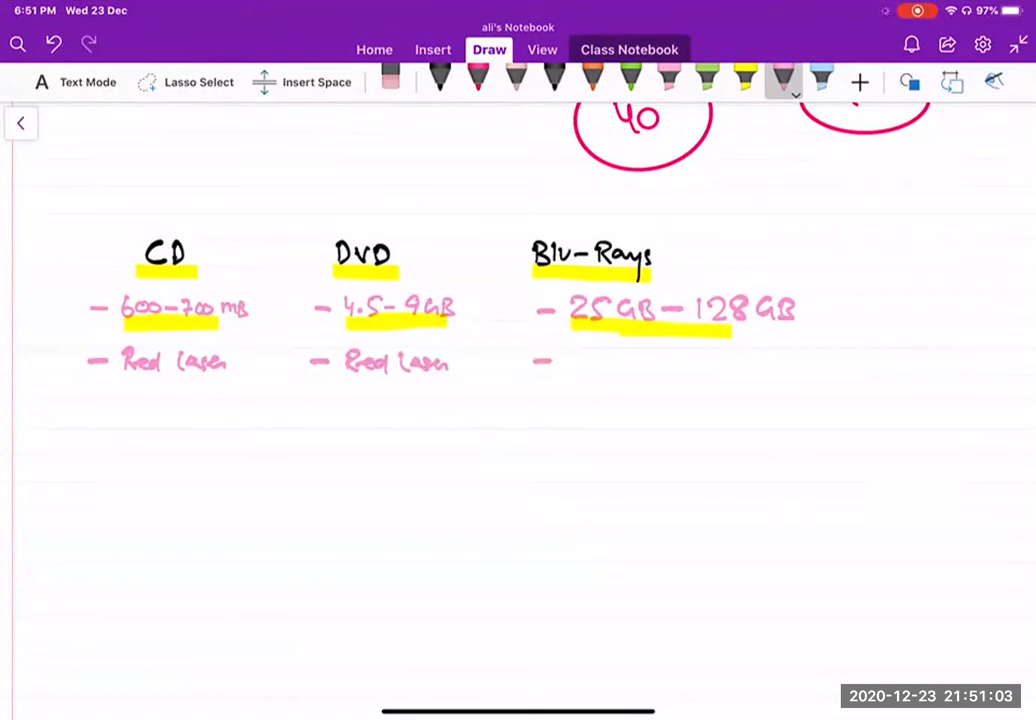 6:51 PM Wed 23 Dec 97%
ali's Notebook
Home Insert Draw View Class Notebook
A Text Mode Lasso Select Insert Space
40
CD DVD Blu-Rays
- 600-700 MB - 4.5-9GB - 25GB - 128GB
- Red Laser - Red Laser -
2020-12-23 21:51:03